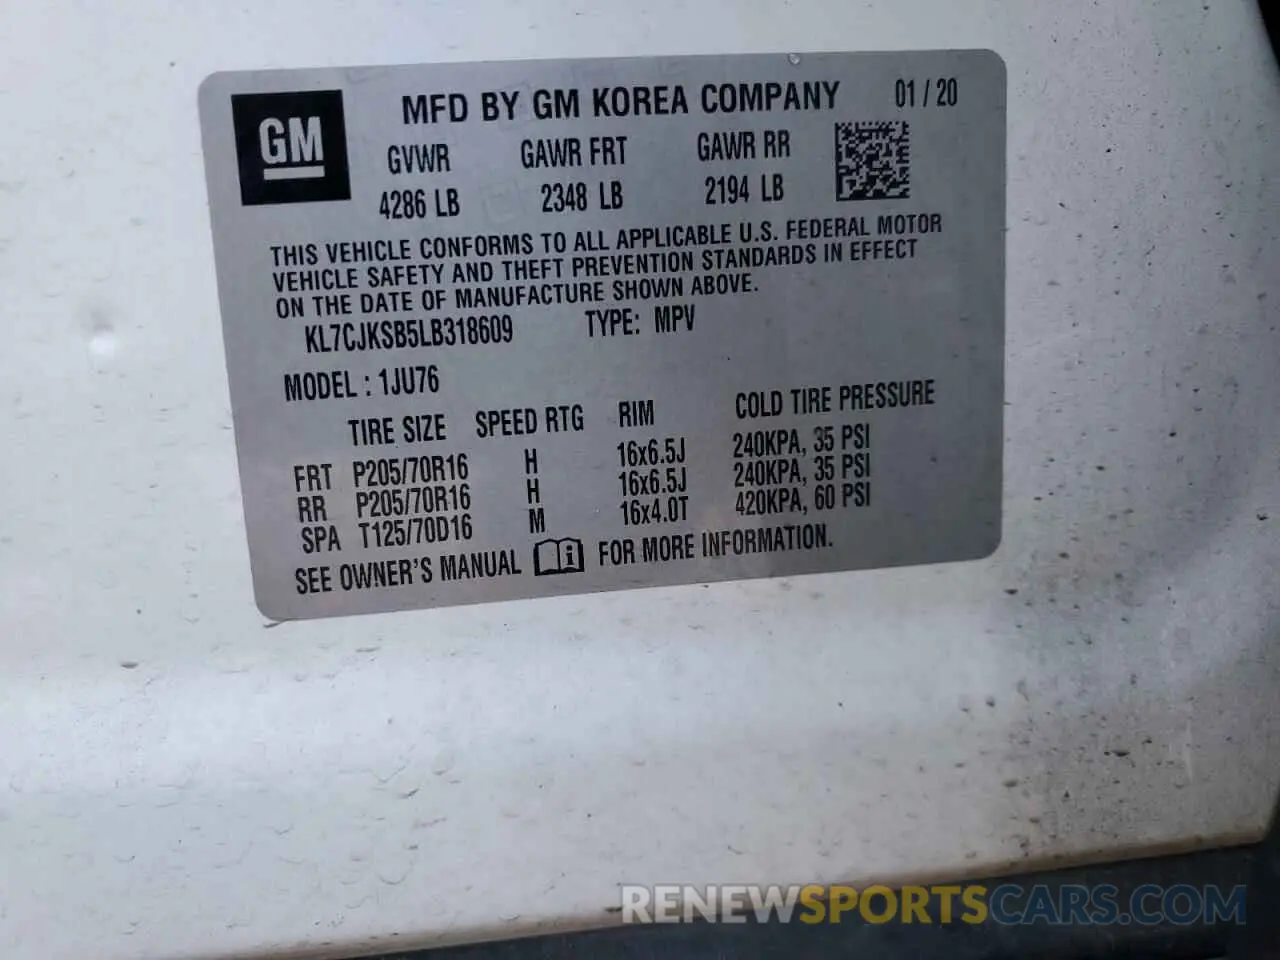 GM
MFD BY GM KOREA COMPANY 01 / 20
GVWR GAWR FRT GAWR RR
4286 LB 2348 LB 2194 LB
THIS VEHICLE CONFORMS TO ALL APPLICABLE U.S. FEDERAL MOTOR
VEHICLE SAFETY AND THEFT PREVENTION STANDARDS IN EFFECT
ON THE DATE OF MANUFACTURE SHOWN ABOVE.
KL7CJKSB5LB318609 TYPE: MPV
MODEL : 1JU76
TIRE SIZE SPEED RTG RIM COLD TIRE PRESSURE
FRT P205/70R16 H 16x6.5J 240KPA, 35 PSI
RR P205/70R16 H 16x6.5J 240KPA, 35 PSI
SPA T125/70D16 M 16x4.0T 420KPA, 60 PSI
SEE OWNER'S MANUAL FOR MORE INFORMATION.
RENEWSPORTSCARS.COM